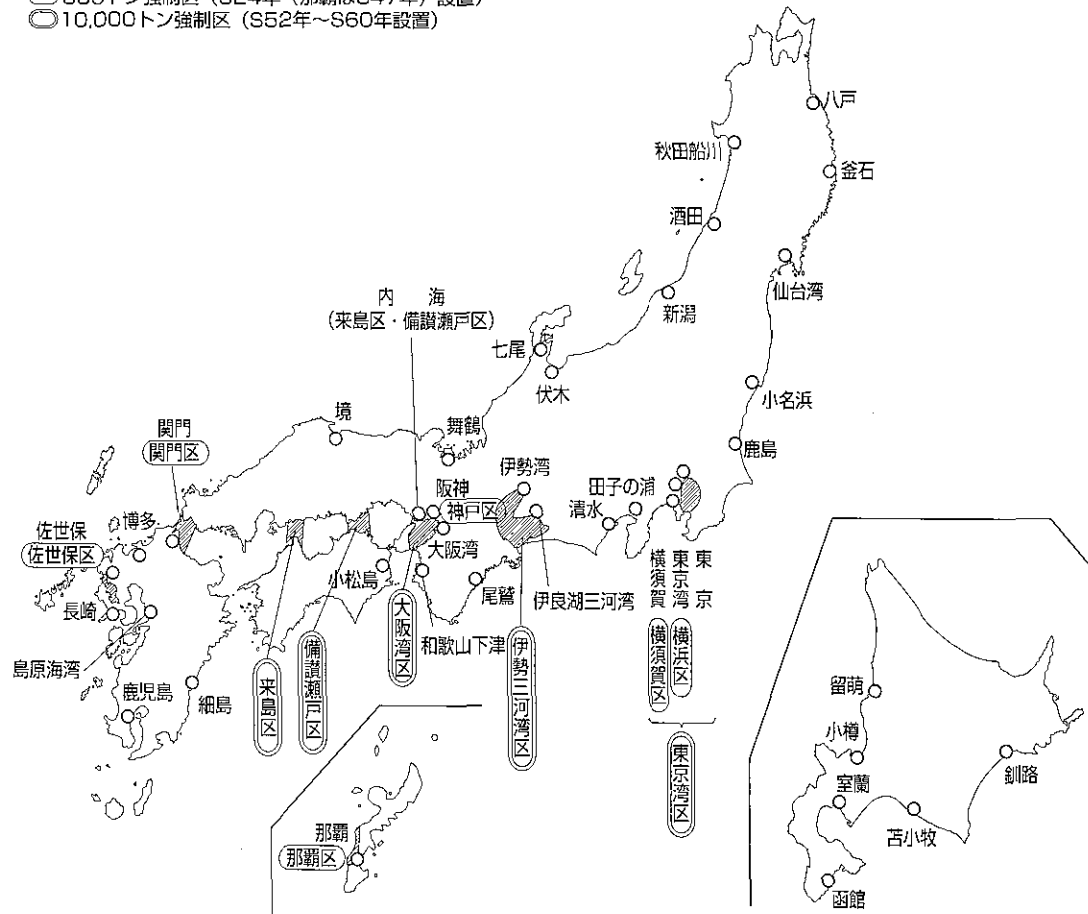 ◎10,000トン強制区（S52年～S60年設置）
八戸
秋田船川
釜石
酒田
仙台湾
新潟
内　海
（来島区・備讃瀬戸区）
七尾
伏木
小名浜
境
舞鶴
関門
関門区
鹿島
伊勢湾
田子の浦
阪神
神戸区
清水
佐世保
博多
佐世保区
大阪湾
小松島
尾鷲
伊良湖三河湾
東京
東京湾
横須賀
長崎
和歌山下津
大阪湾区
横須賀区
横浜区
島原海湾
備讃瀬戸区
伊勢三河湾区
来島区
鹿児島
細島
東京湾区
留萌
小樽
釧路
室蘭
苫小牧
函館
那覇
那覇区